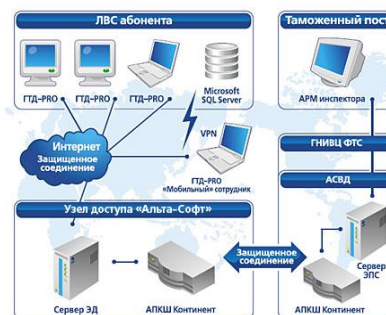 ЛВС абонента
ГТД-PRO
ГТД-PRO
ГТД-PRO
Microsoft
SQL Server
VPN
Интернет
Защищенное
соединение
ГТД-PRO
«Мобильный» сотрудник
Узел доступа «Альта-Софт»
Сервер ЭД
АПКШ Континент
Защищенное
соединение
Таможенный пост
АРМ инспектора
ГНИВЦ ФТС
АСВД
Сервер
ЭПС
АПКШ Континент